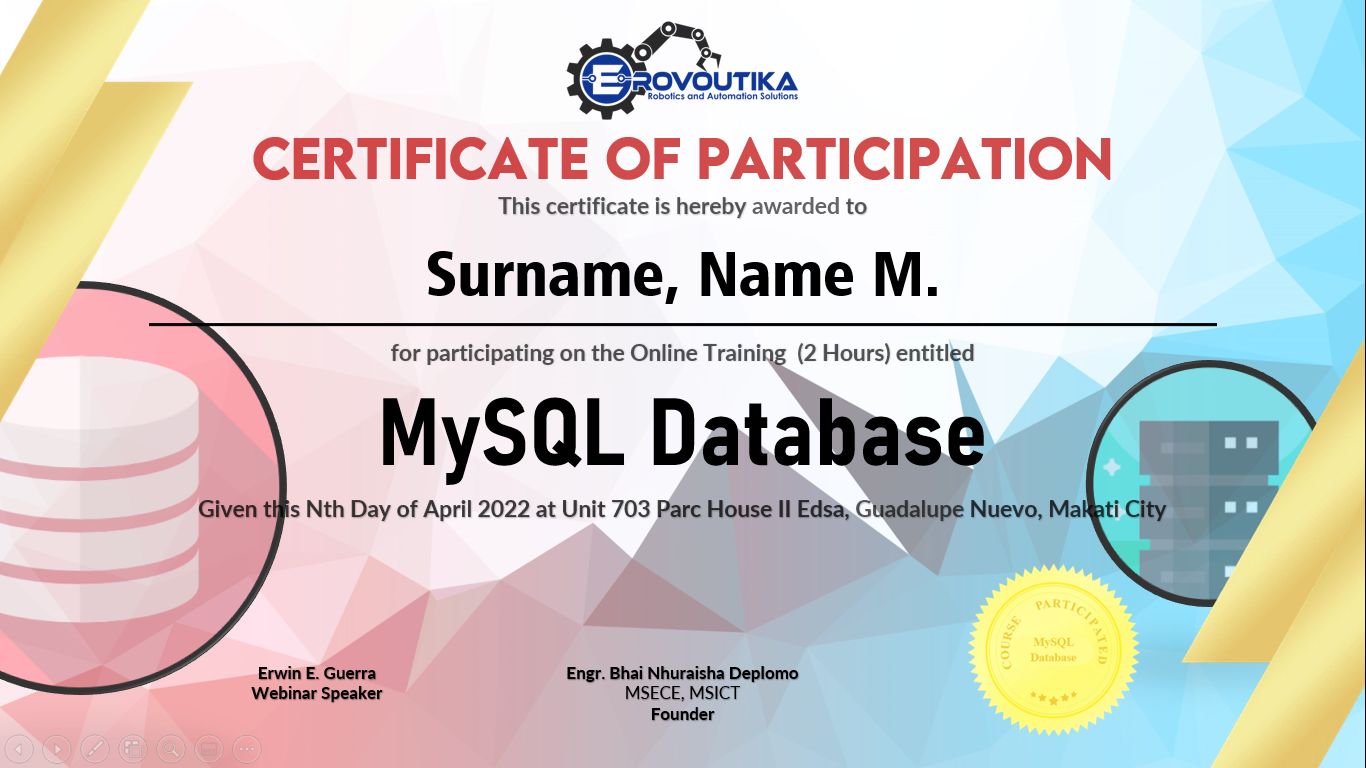 EROVOUTIKA
Robotics and Automation Solutions
CERTIFICATE OF PARTICIPATION
This certificate is hereby awarded to
Surname, Name M.
for participating on the Online Training (2 Hours) entitled
MySQL Database
Given this Nth Day of April 2022 at Unit 703 Parc House II Edsa, Guadalupe Nuevo, Makati City
COURSE PARTICIPATED
MySQL
Database
Erwin E. Guerra
Webinar Speaker
Engr. Bhai Nhuraisha Deplomo
MSECE, MSICT
Founder